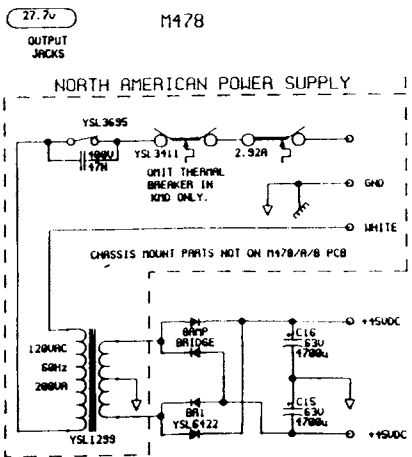 27.7v
M478
OUTPUT
JACKS
NORTH AMERICAN POWER SUPPLY
YSL3695
400V
47N
YSL3411
2.92A
OMIT THERMAL
BREAKER IN
KMD ONLY.
GND
WHITE
CHASSIS MOUNT PARTS NOT ON M478/A/B PCB
120VAC
60Hz
200VA
YSL1299
8AMP
BRIDGE
BR1
YSL6422
C16
63V
4700u
C15
63V
4700u
+45VDC
+45VDC